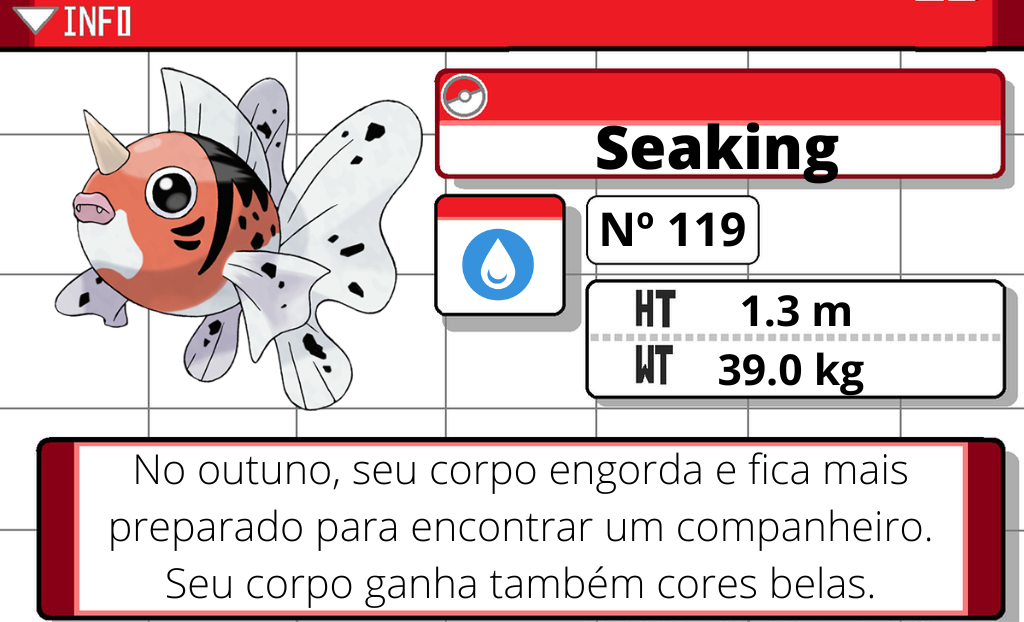 INFO
Seaking
Nº 119
HT 1.3 m
WT 39.0 kg
No outuno, seu corpo engorda e fica mais
preparado para encontrar um companheiro.
Seu corpo ganha também cores belas.